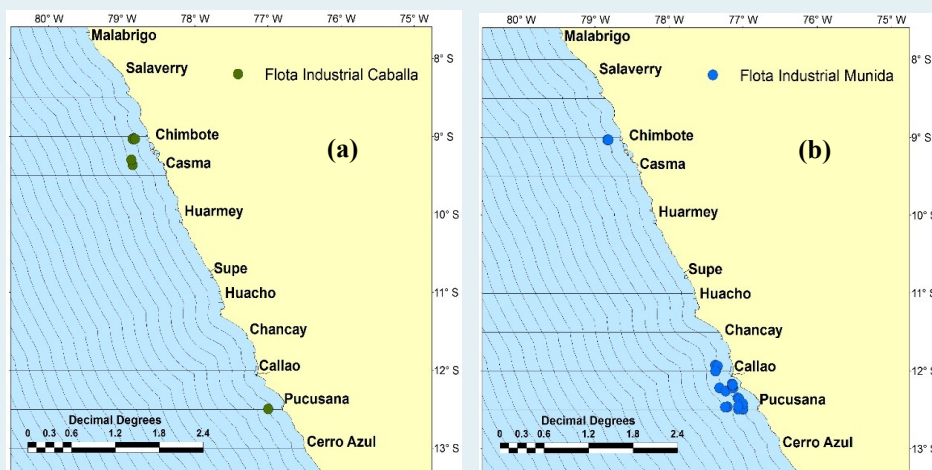 80° W 79° W 78° W 77° W 76° W 75° W
Malabrigo
8° S
Salaverry
Flota Industrial Caballa
Chimbote
9° S
(a)
Casma
Huarmey
10° S
Supe
Huacho
11° S
Chancay
Callao
12° S
Pucusana
Decimal Degrees
0 0.3 0.6 1.2 1.8 2.4
Cerro Azul
13° S
80° W 79° W 78° W 77° W 76° W 75° W
Malabrigo
8° S
Salaverry
Flota Industrial Munida
Chimbote
9° S
(b)
Casma
Huarmey
10° S
Supe
Huacho
11° S
Chancay
Callao
12° S
Pucusana
Decimal Degrees
0 0.3 0.6 1.2 1.8 2.4
Cerro Azul
13° S